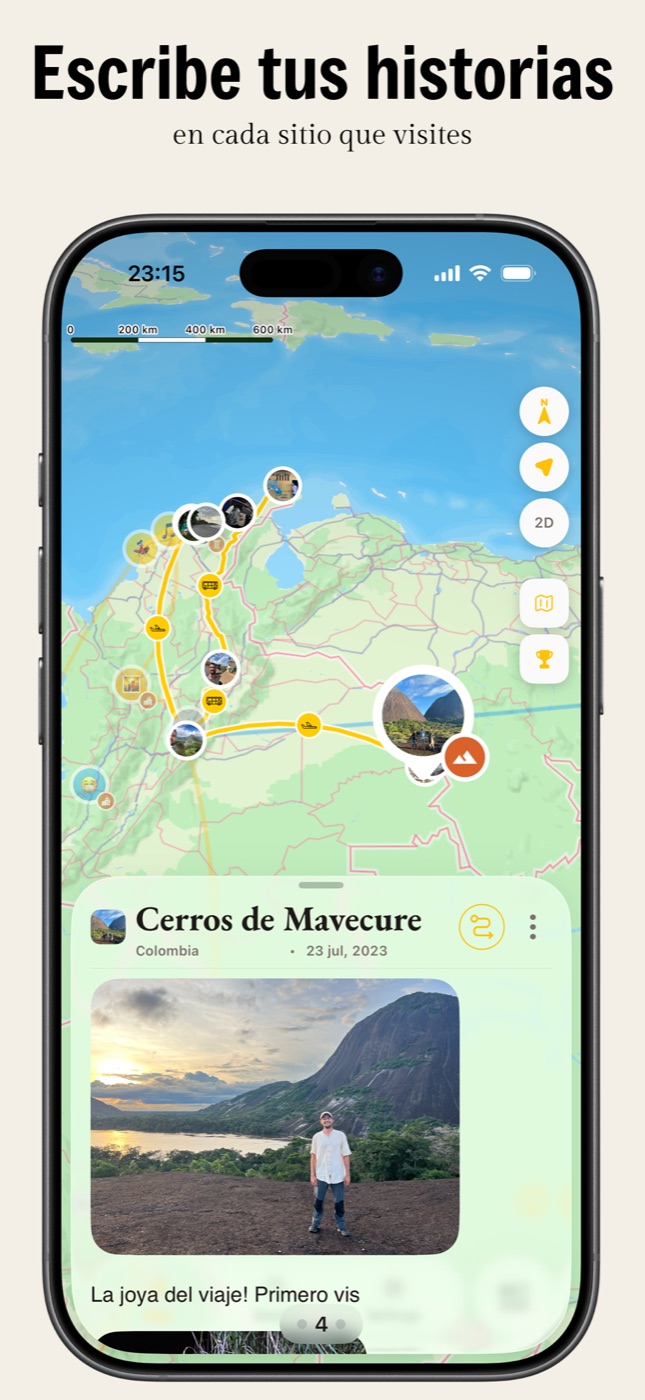 Escribe tus historias
en cada sitio que visites
23:15
0 200 km 400 km 600 km
N
2D
Cerros de Mavecure
Colombia • 23 jul, 2023
La joya del viaje! Primero vis
4